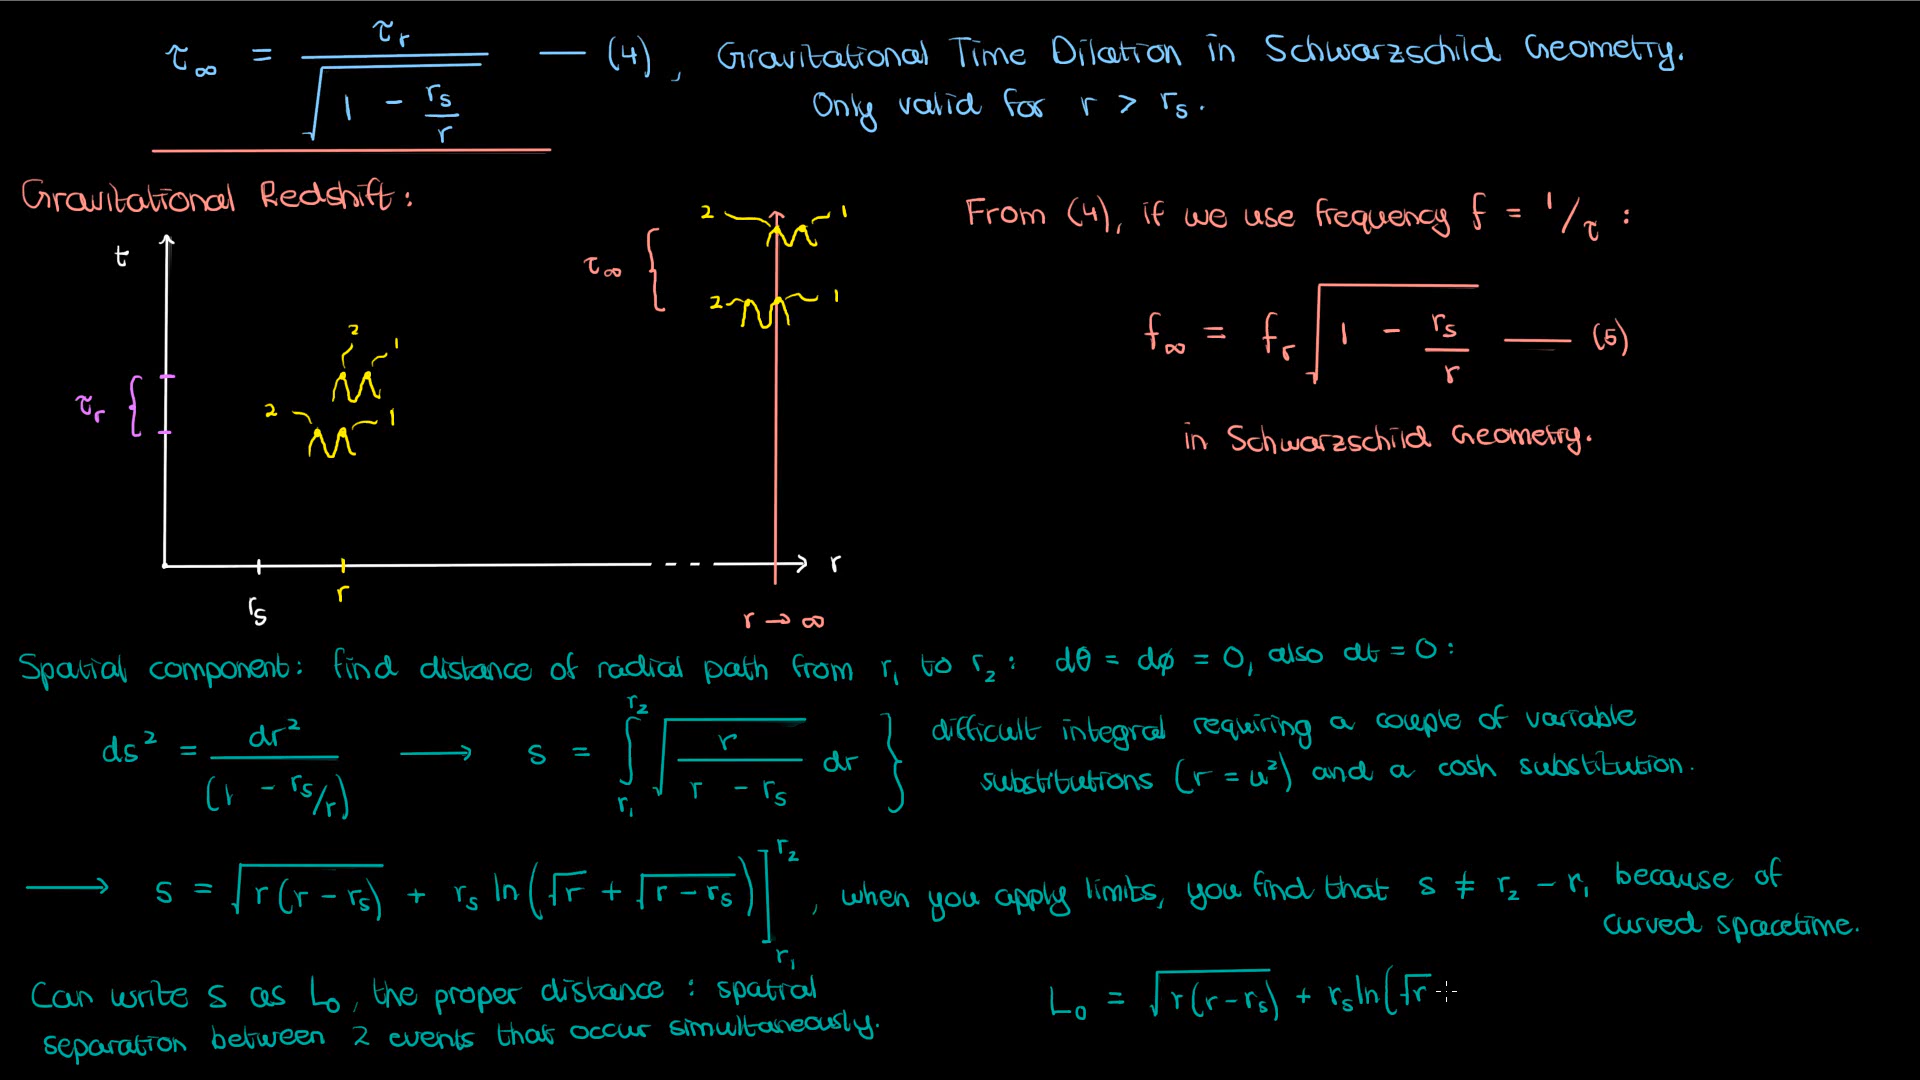 τ∞ = τr / √(1 - rs/r) — (4), Gravitational Time Dilation in Schwarzschild Geometry.
Only valid for r > rs.
Gravitational Redshift:
From (4), if we use frequency f = 1/τ :
t
τ∞
2
1
2
1
f∞ = fr √(1 - rs/r) — (5)
τr
2
1
2
1
in Schwarzschild Geometry.
r
rs
r
r → ∞
Spatial component: find distance of radial path from r1 to r2: dθ = dφ = 0, also dt = 0:
ds² = dr² / (1 - rs/r) → s = ∫r1^r2 √(r / (r - rs)) dr } difficult integral requiring a couple of variable
substitutions (r = u²) and a cosh substitution.
→ s = √(r(r - rs)) + rs ln(√r + √(r - rs))]r1^r2, when you apply limits, you find that s ≠ r2 - r1 because of
curved spacetime.
Can write s as L0, the proper distance: spatial
separation between 2 events that occur simultaneously.
L0 = √(r(r-rs)) + rs ln(√r